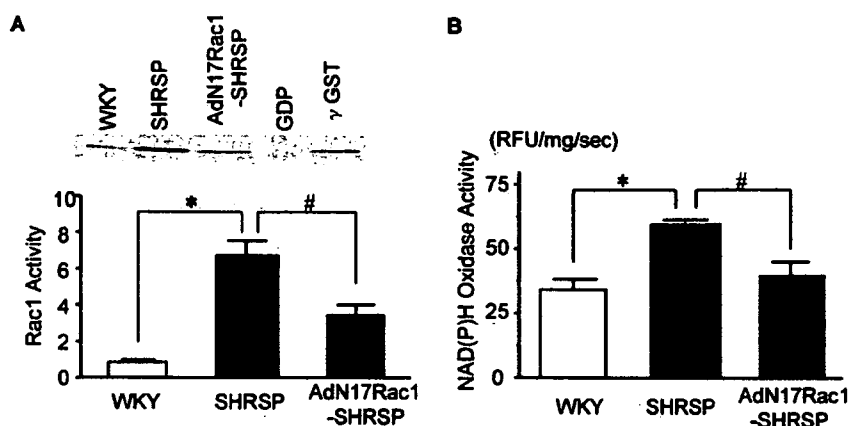 A
WKY
SHRSP
AdN17Rac1
-SHRSP
GDP
γ GST
10
8
6
4
2
0
Rac1 Activity
*
#
WKY
SHRSP
AdN17Rac1
-SHRSP
B
(RFU/mg/sec)
75
50
25
0
NAD(P)H Oxidase Activity
*
#
WKY
SHRSP
AdN17Rac1
-SHRSP